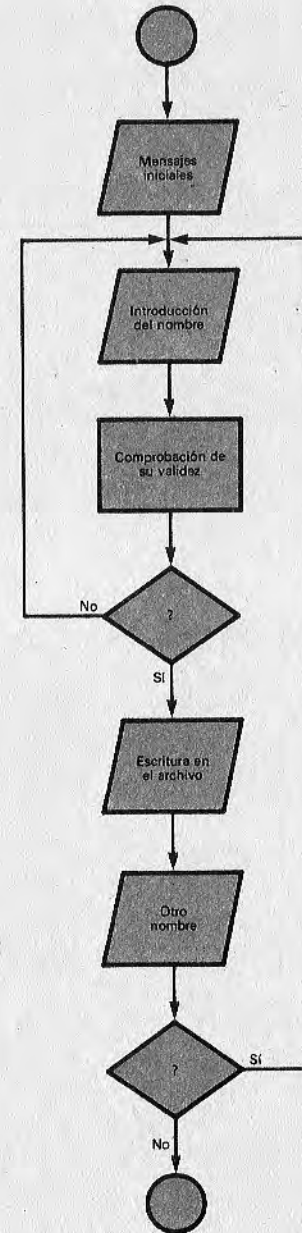 Mensajes
iniciales
Introducción
del nombre
Comprobación de
su validez
?
No
Sí
Escritura en
el archivo
Otro
nombre
?
Sí
No